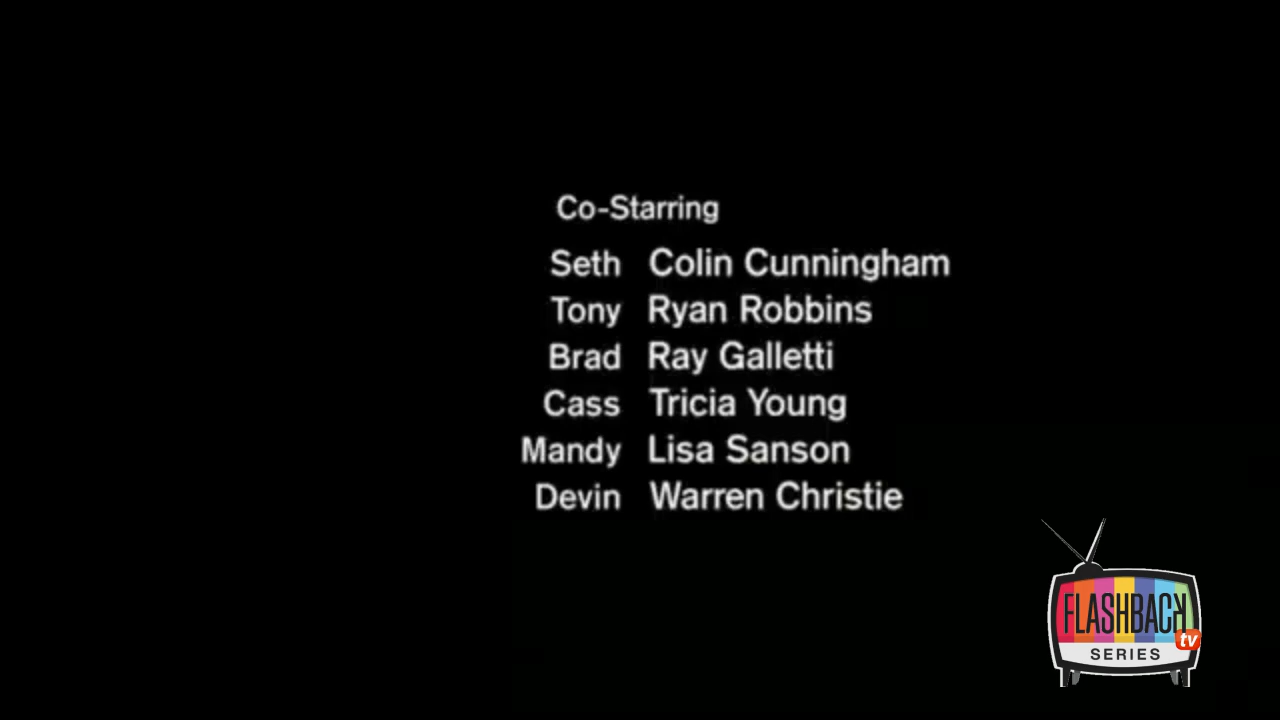 Co-Starring
Seth Colin Cunningham
Tony Ryan Robbins
Brad Ray Galletti
Cass Tricia Young
Mandy Lisa Sanson
Devin Warren Christie
FLASHBACK
tv
SERIES